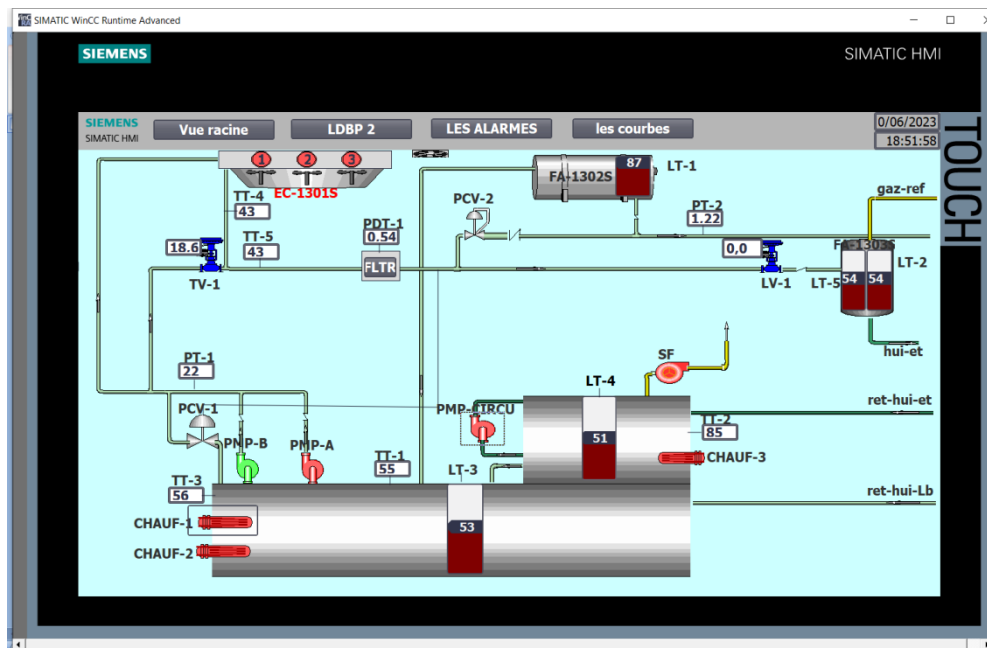 SIMATIC WinCC Runtime Advanced
SIEMENS
SIMATIC HMI
SIEMENS
SIMATIC HMI
Vue racine
LDBP 2
LES ALARMES
les courbes
0/06/2023
18:51:58
TOUCH
1 2 3
EC-1301S
87
LT-1
FA-1302S
gaz-ref
TT-4
43
PCV-2
PT-2
1.22
PDT-1
0.54
TT-5
43
18.6
FLTR
0,0
FA-1303S
LT-2
TV-1
LV-1
LT-5
54 54
hui-et
PT-1
22
SF
LT-4
PCV-1
PMP-CIRCU
ret-hui-et
TT-2
85
PMP-B
PMP-A
51
TT-1
55
LT-3
CHAUF-3
TT-3
56
ret-hui-Lb
CHAUF-1
53
CHAUF-2